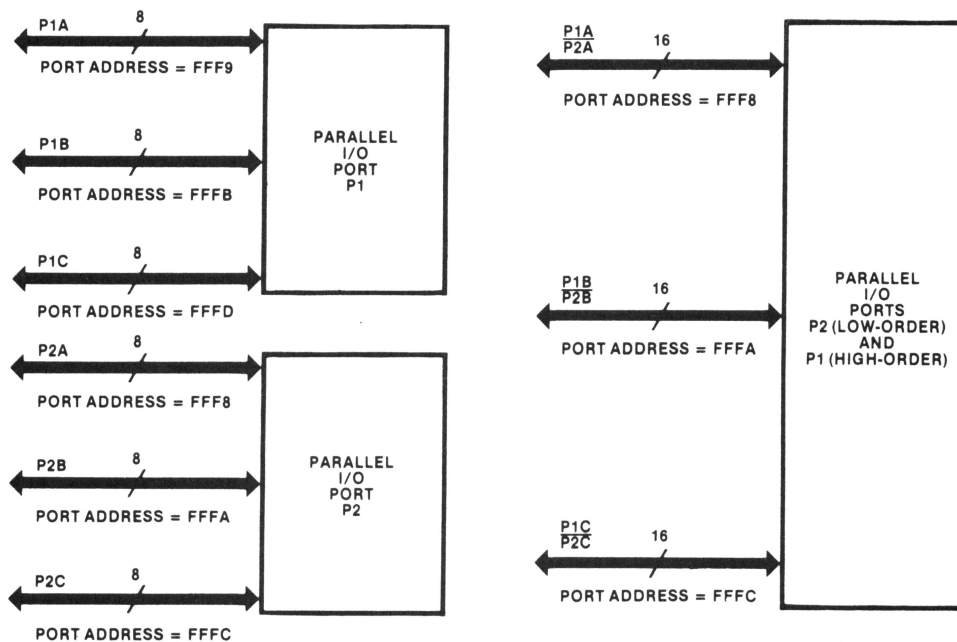 P1A 8
PORT ADDRESS = FFF9
P1B 8
PORT ADDRESS = FFFB
P1C 8
PORT ADDRESS = FFFD
PARALLEL
I/O
PORT
P1
P2A 8
PORT ADDRESS = FFF8
P2B 8
PORT ADDRESS = FFFA
P2C 8
PORT ADDRESS = FFFC
PARALLEL
I/O
PORT
P2
P1A 16
P2A
PORT ADDRESS = FFF8
P1B 16
P2B
PORT ADDRESS = FFFA
P1C 16
P2C
PORT ADDRESS = FFFC
PARALLEL
I/O
PORTS
P2 (LOW-ORDER)
AND
P1 (HIGH-ORDER)